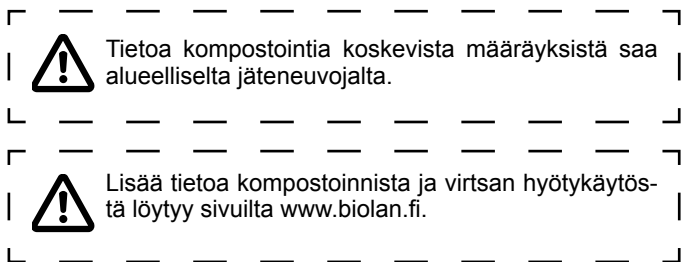 Tietoa kompostointia koskevista määräyksistä saa
alueelliselta jäteneuvojalta.
Lisää tietoa kompostoinnista ja virtsan hyötykäytös-
tä löytyy sivuilta www.biolan.fi.